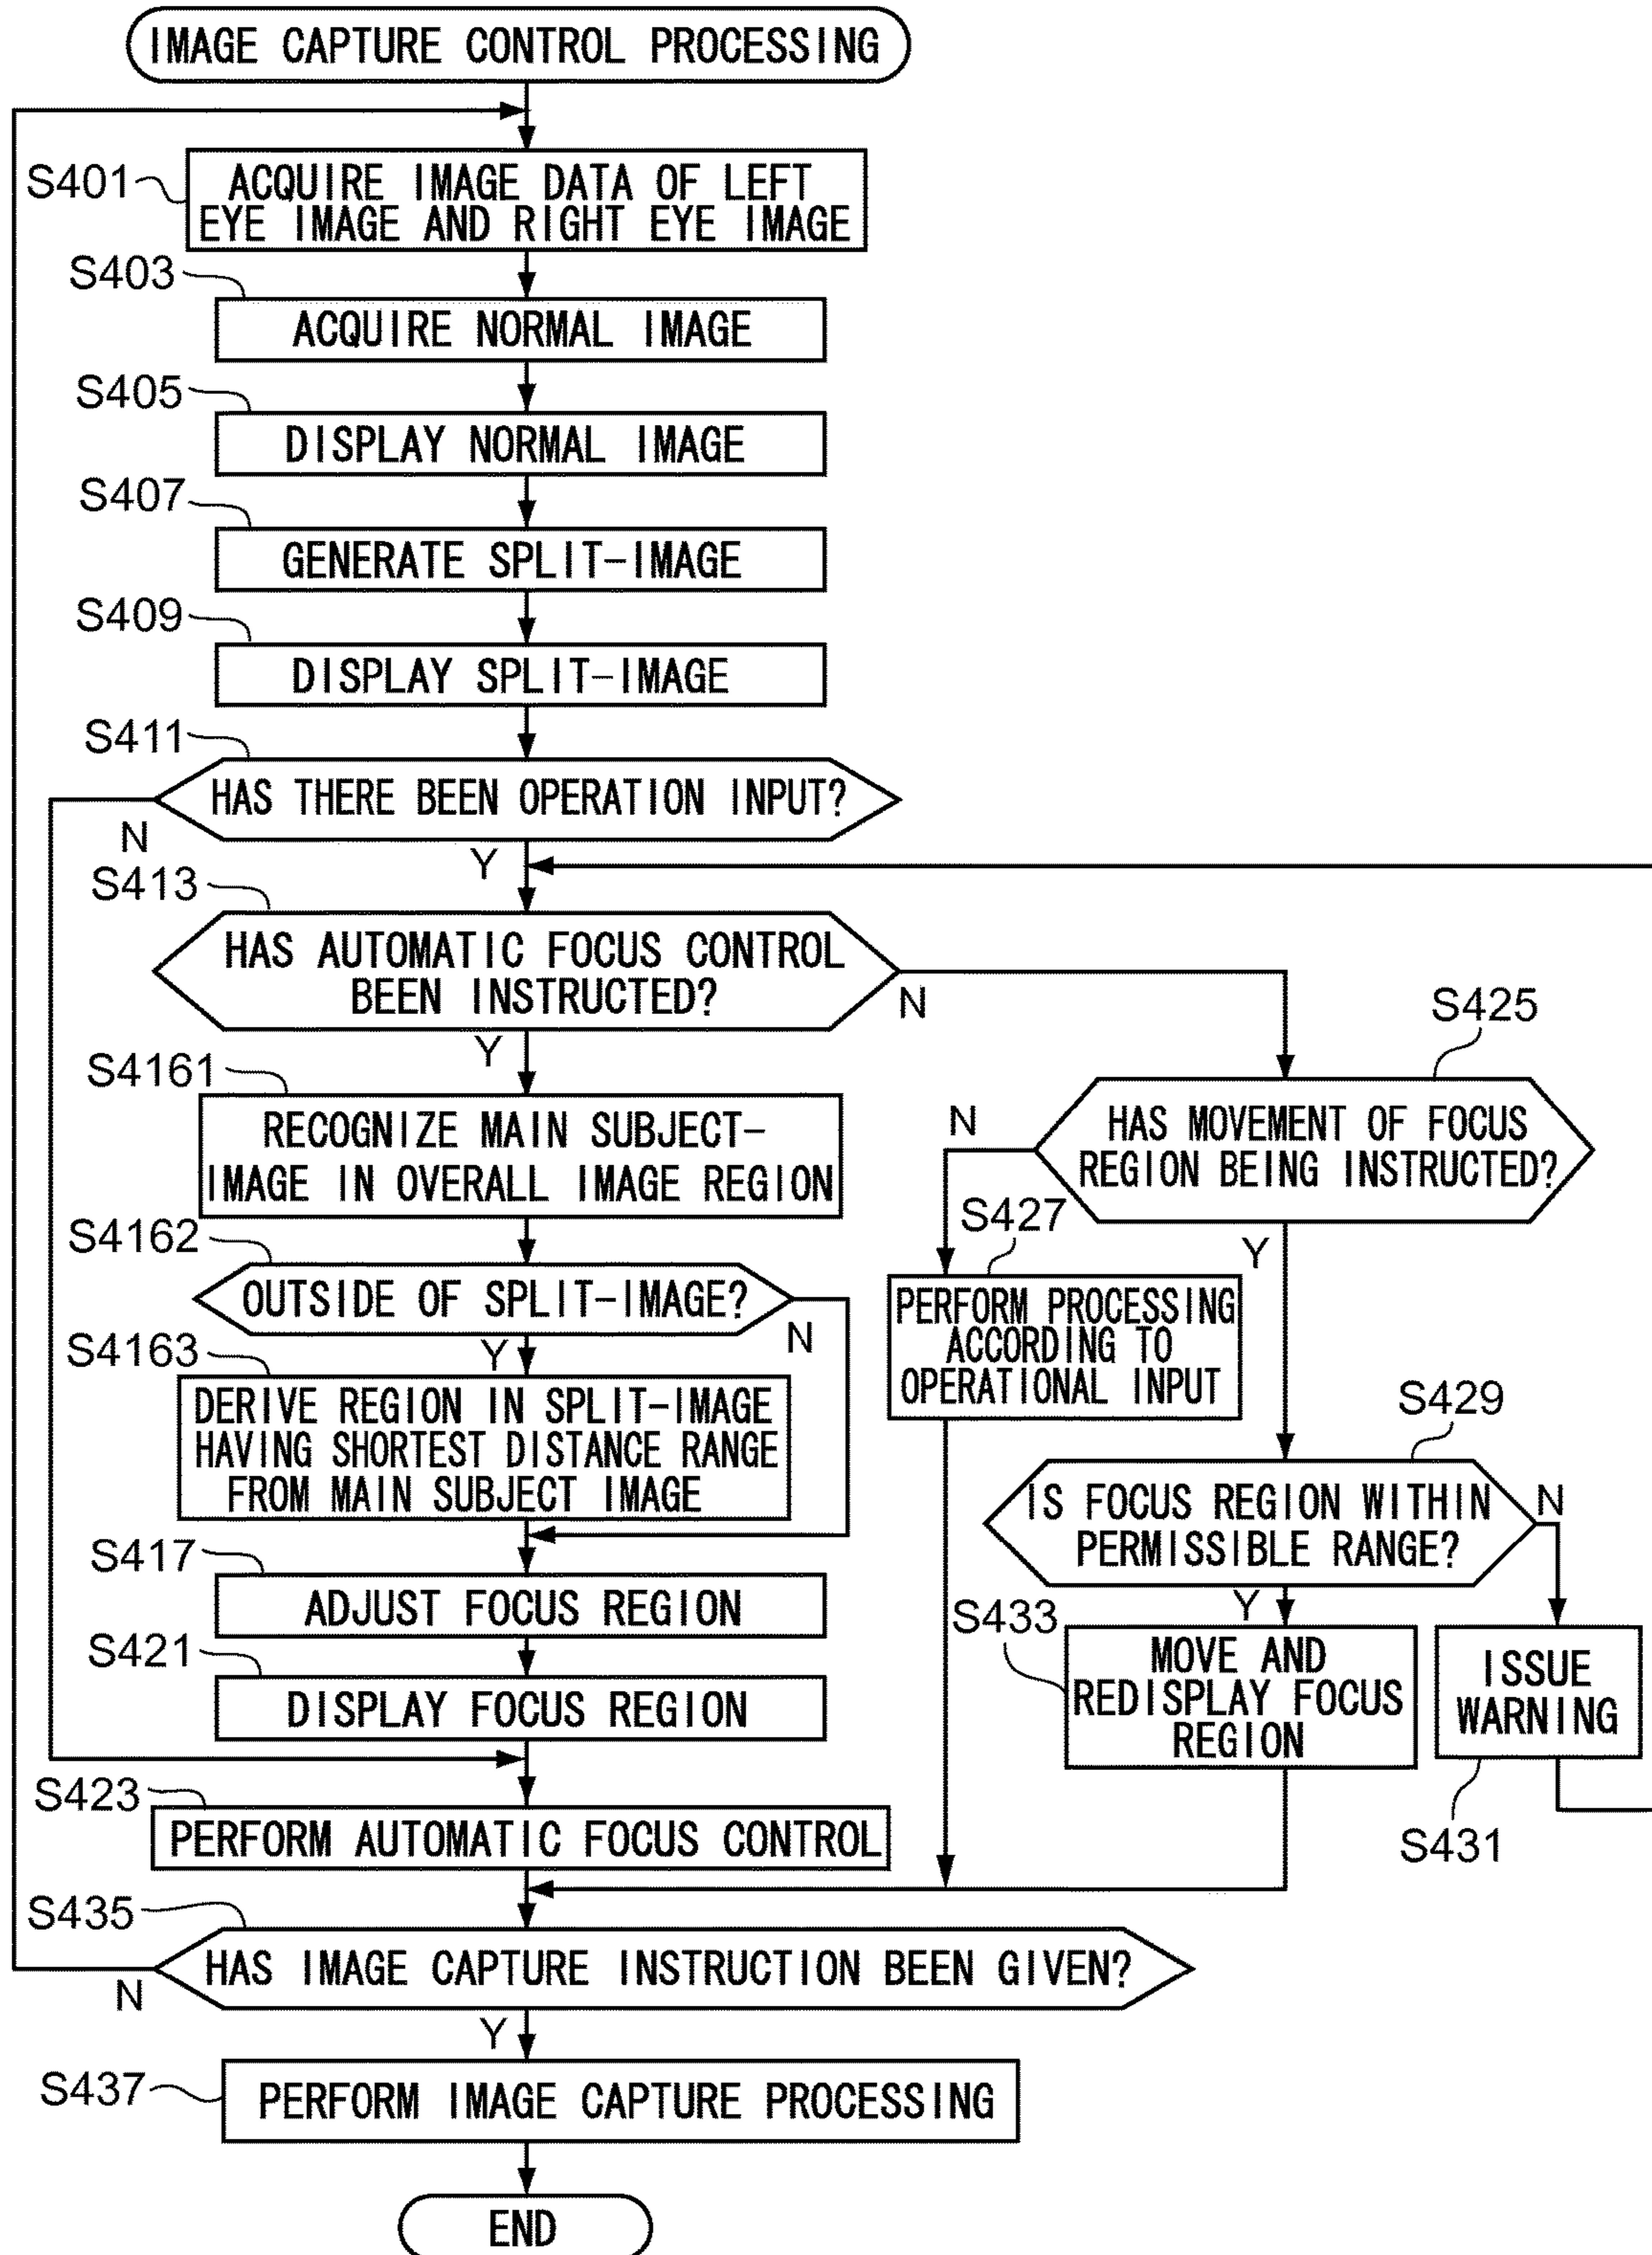 IMAGE CAPTURE CONTROL PROCESSING
S401
ACQUIRE IMAGE DATA OF LEFT
EYE IMAGE AND RIGHT EYE IMAGE
S403
ACQUIRE NORMAL IMAGE
S405
DISPLAY NORMAL IMAGE
S407
GENERATE SPLIT-IMAGE
S409
DISPLAY SPLIT-IMAGE
S411
HAS THERE BEEN OPERATION INPUT?
N
Y
S413
HAS AUTOMATIC FOCUS CONTROL
BEEN INSTRUCTED?
N
Y
S4161
RECOGNIZE MAIN SUBJECT-
IMAGE IN OVERALL IMAGE REGION
S4162
OUTSIDE OF SPLIT-IMAGE?
N
Y
S4163
DERIVE REGION IN SPLIT-IMAGE
HAVING SHORTEST DISTANCE RANGE
FROM MAIN SUBJECT IMAGE
S417
ADJUST FOCUS REGION
S421
DISPLAY FOCUS REGION
S423
PERFORM AUTOMATIC FOCUS CONTROL
S425
HAS MOVEMENT OF FOCUS
REGION BEING INSTRUCTED?
N
Y
S427
PERFORM PROCESSING
ACCORDING TO
OPERATIONAL INPUT
S429
IS FOCUS REGION WITHIN
PERMISSIBLE RANGE?
N
Y
S433
MOVE AND
REDISPLAY FOCUS
REGION
ISSUE
WARNING
S431
S435
HAS IMAGE CAPTURE INSTRUCTION BEEN GIVEN?
N
Y
S437
PERFORM IMAGE CAPTURE PROCESSING
END